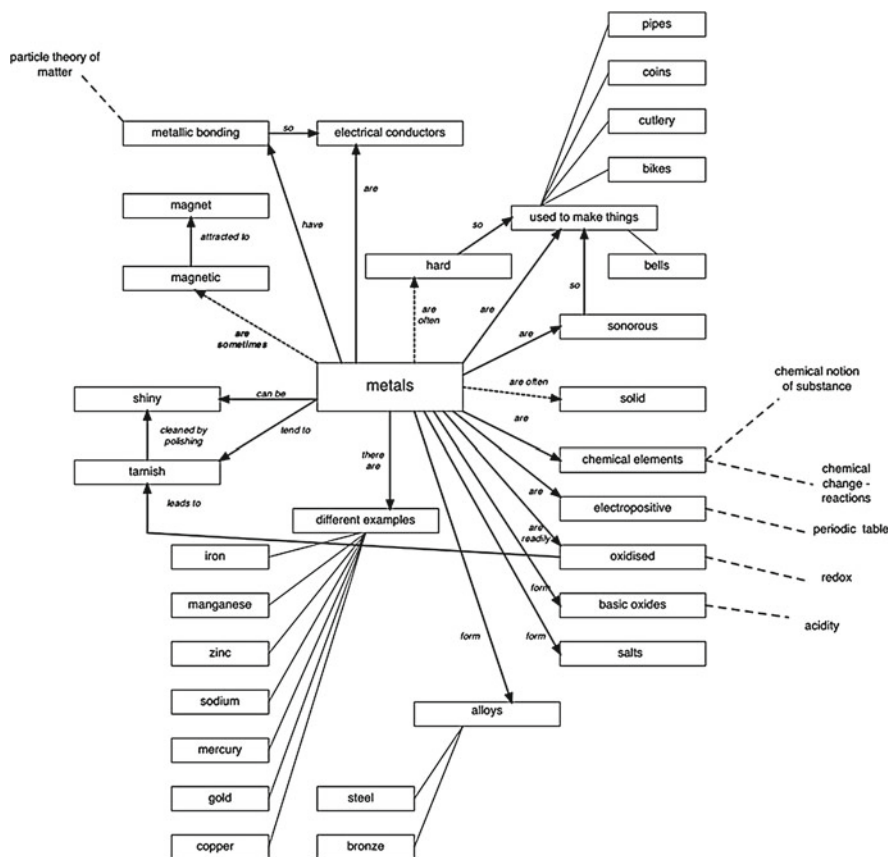 pipes
particle theory of
matter
coins
cutlery
metallic bonding
so
electrical conductors
bikes
are
magnet
used to make things
so
have
attracted to
hard
bells
magnetic
so
are
often
are
are
sometimes
are
sonorous
metals
chemical notion
of substance
are often
shiny
can be
solid
cleaned by
polishing
tend to
are
there
are
chemical elements
tarnish
chemical
change -
reactions
are
leads to
electropositive
different examples
are
readily
periodic table
iron
oxidised
redox
manganese
form
basic oxides
acidity
form
form
zinc
salts
sodium
alloys
mercury
gold
steel
copper
bronze